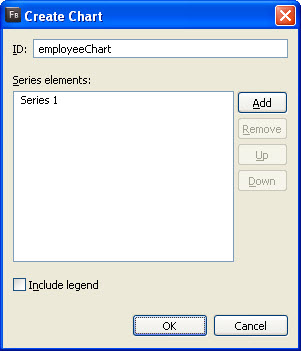 FB Create Chart
ID: employeeChart
Series elements:
Series 1
Add
Remove
Up
Down
Include legend
OK Cancel